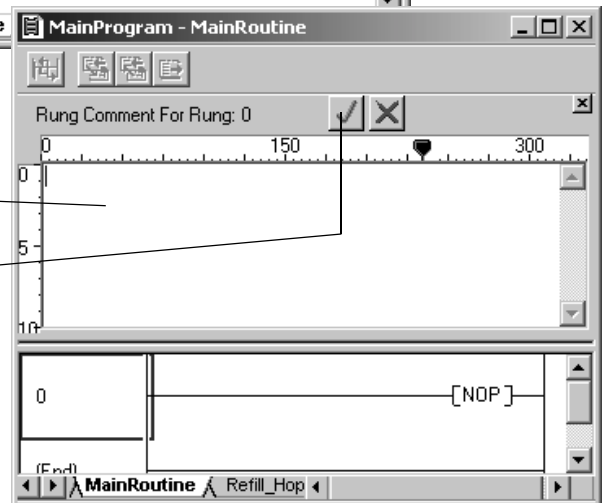 e
MainProgram - MainRoutine
Rung Comment For Rung: 0
0 150 300
0
5
10
0 [NOP]
(End)
MainRoutine Refill_Hop